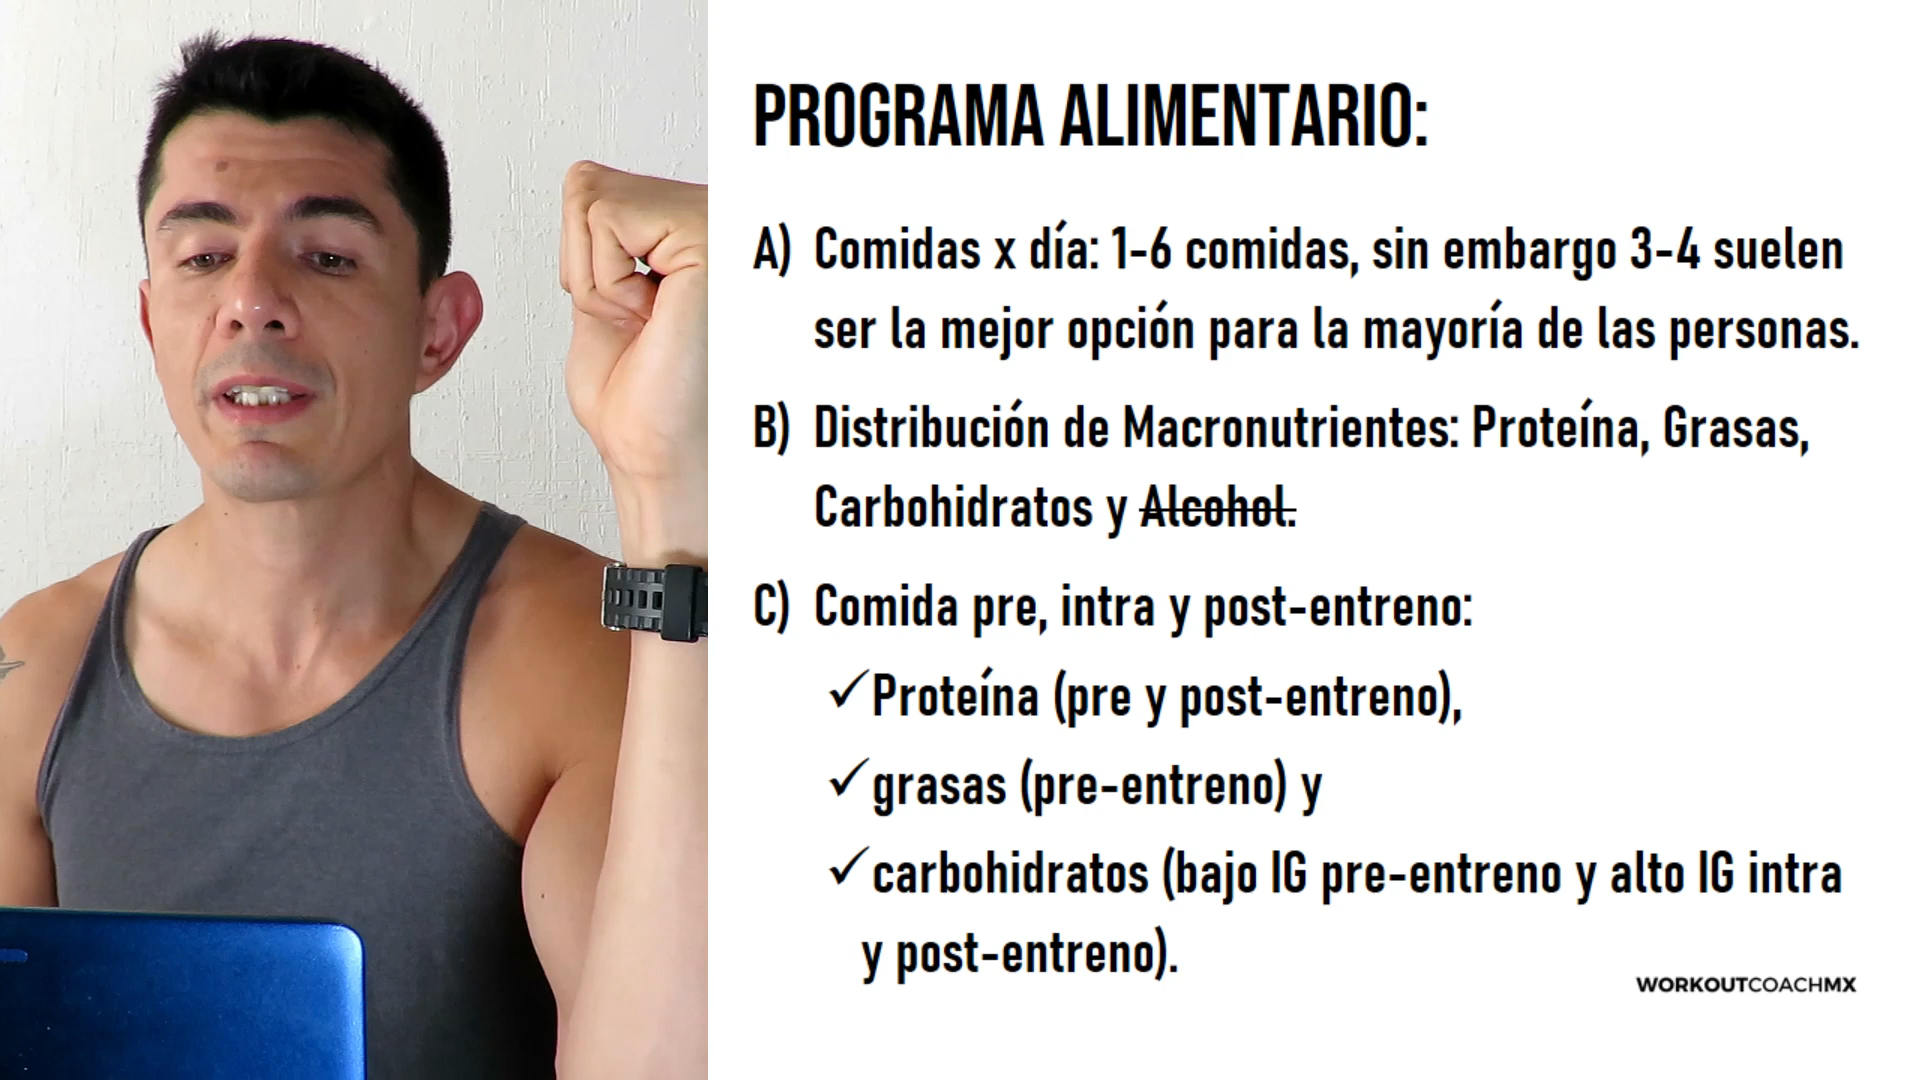 PROGRAMA ALIMENTARIO:
A) Comidas x día: 1-6 comidas, sin embargo 3-4 suelen
ser la mejor opción para la mayoría de las personas.
B) Distribución de Macronutrientes: Proteína, Grasas,
Carbohidratos y Alcohol.
C) Comida pre, intra y post-entreno:
✓Proteína (pre y post-entreno),
✓grasas (pre-entreno) y
✓carbohidratos (bajo IG pre-entreno y alto IG intra
y post-entreno).
WORKOUTCOACHMX